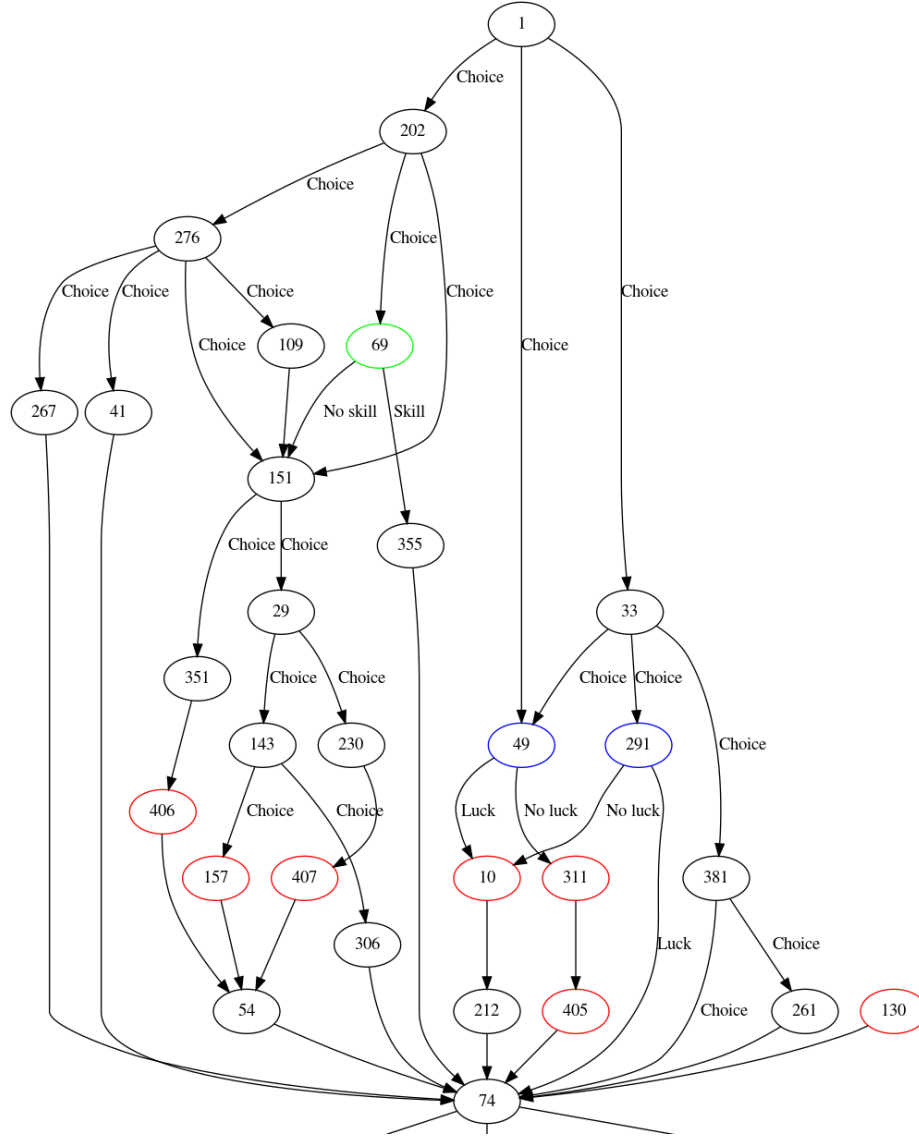 1
Choice
202
Choice
276
Choice
Choice Choice Choice Choice Choice
109 69 Choice Choice
267 41 No skill Skill
151
Choice Choice 355
29 33
351 Choice Choice Choice Choice
143 230 49 291 Choice
406 Choice Choice Luck No luck No luck
157 407 10 311 381
306 Luck Choice
54 212 405 Choice 261 130
74